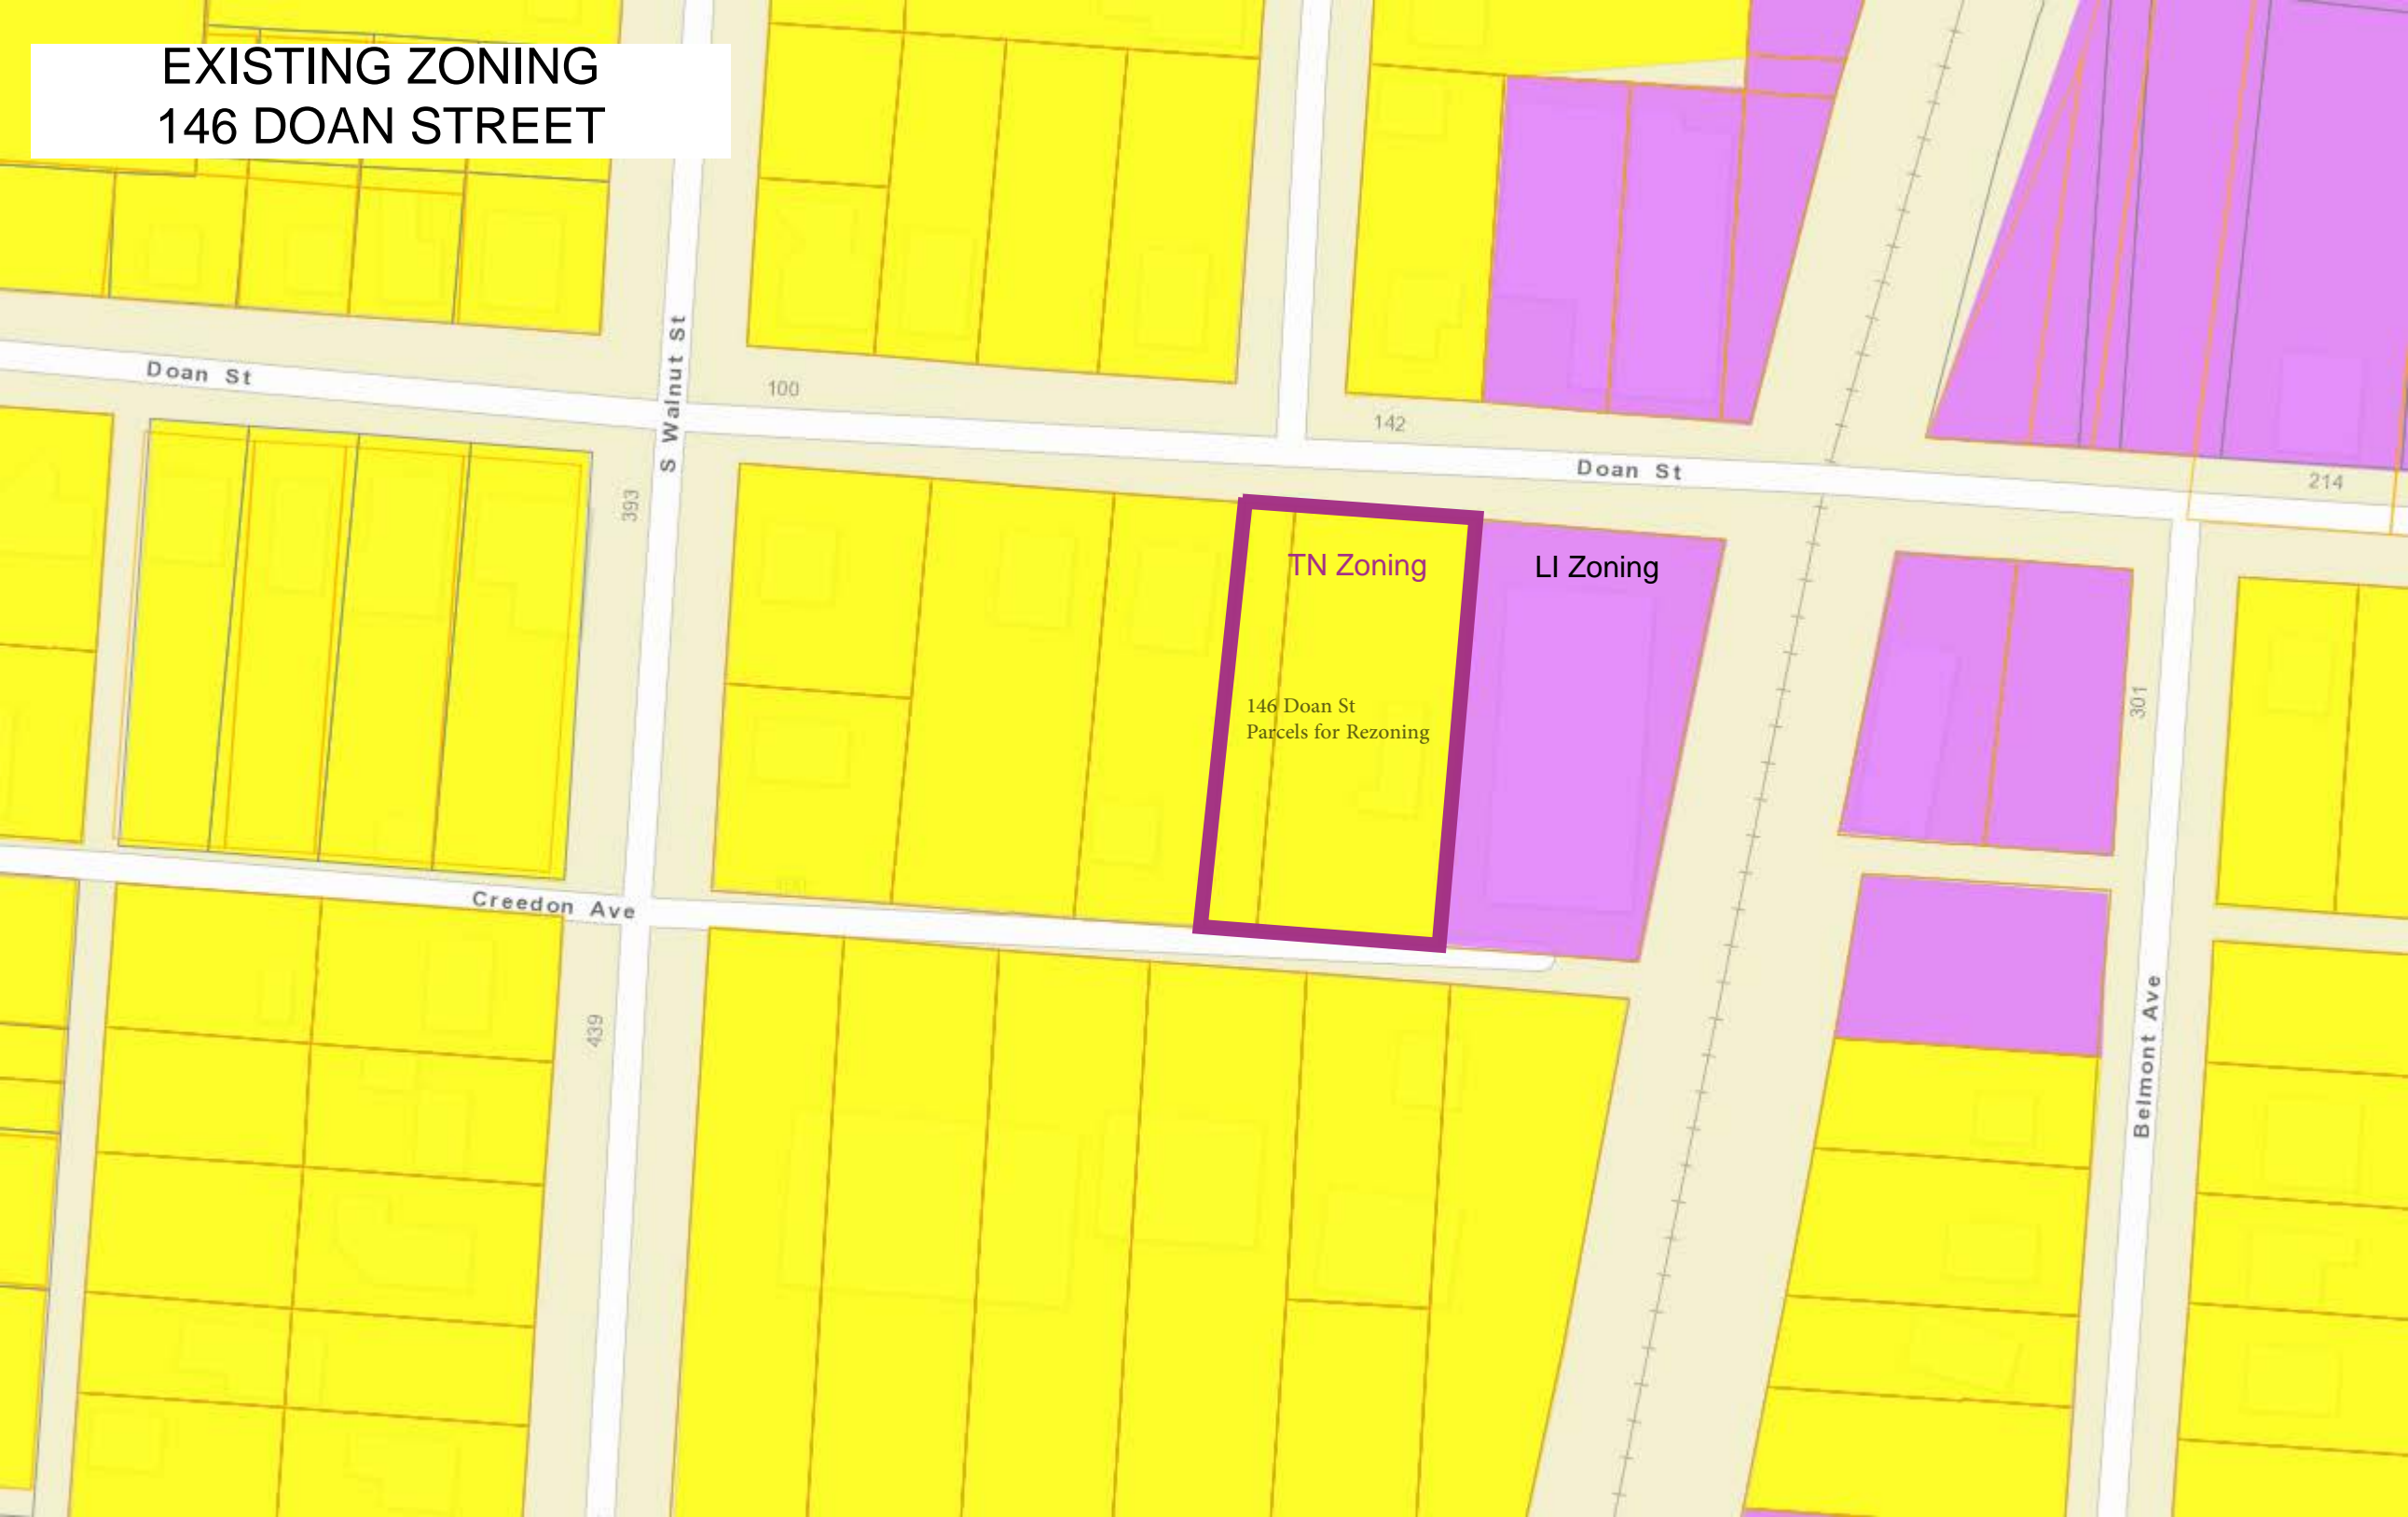 EXISTING ZONING
146 DOAN STREET
Doan St
S Walnut St
100
142
Doan St
214
393
TN Zoning
LI Zoning
146 Doan St
Parcels for Rezoning
301
100
Creedon Ave
439
Belmont Ave